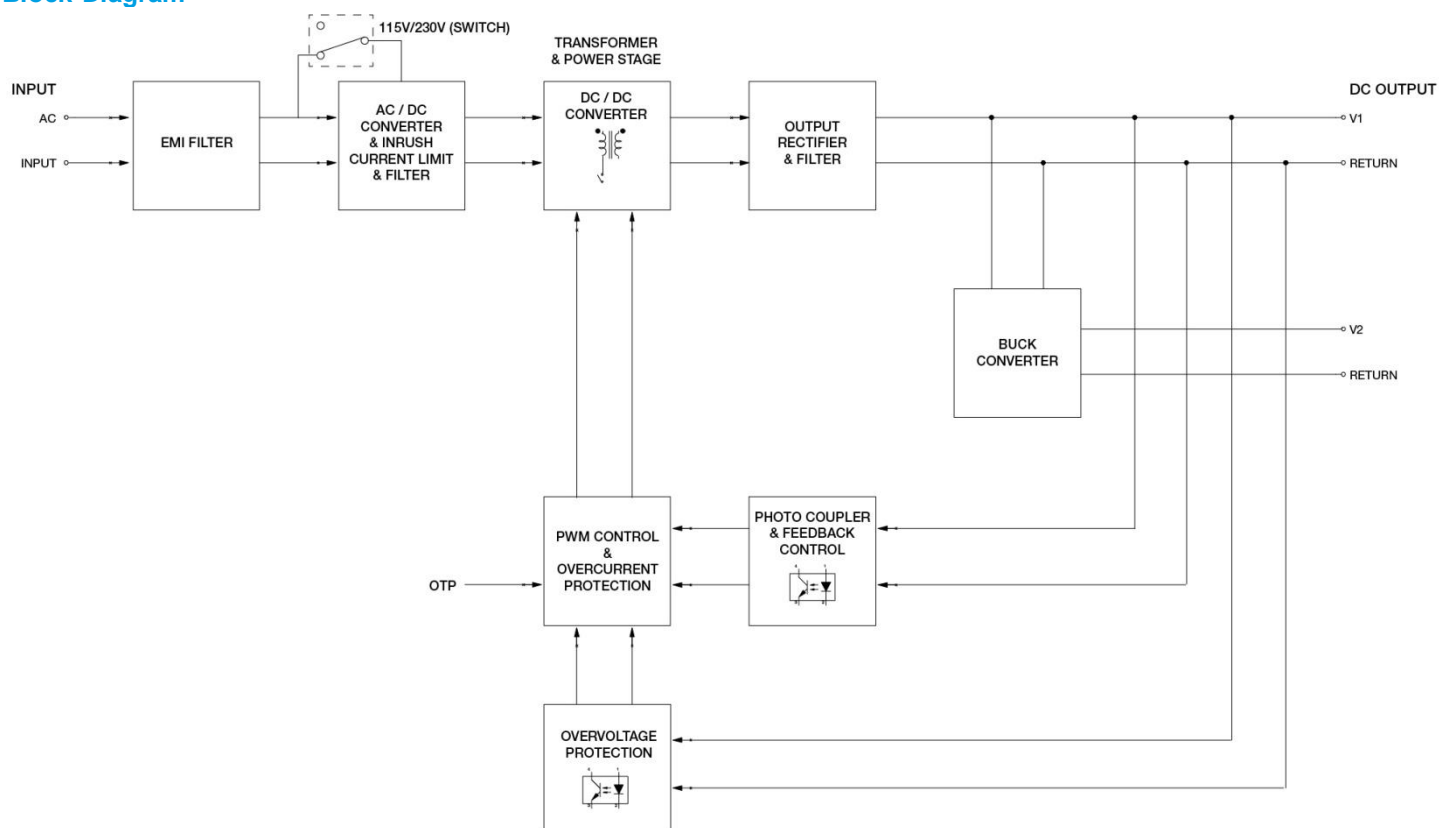 Block Diagram
115V/230V (SWITCH)
TRANSFORMER
& POWER STAGE
INPUT
DC OUTPUT
AC
INPUT
EMI FILTER
AC / DC
CONVERTER
& INRUSH
CURRENT LIMIT
& FILTER
DC / DC
CONVERTER
OUTPUT
RECTIFIER
& FILTER
V1
RETURN
BUCK
CONVERTER
V2
RETURN
PWM CONTROL
&
OVERCURRENT
PROTECTION
PHOTO COUPLER
& FEEDBACK
CONTROL
OTP
OVERVOLTAGE
PROTECTION